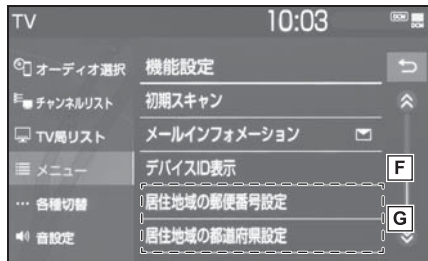 TV
10:03
DCM
DCM
オーディオ選択
機能設定
チャンネルリスト
初期スキャン
TV局リスト
メールインフォメーション
メニュー
デバイスID表示
F
各種切替
居住地域の郵便番号設定
G
音設定
居住地域の都道府県設定